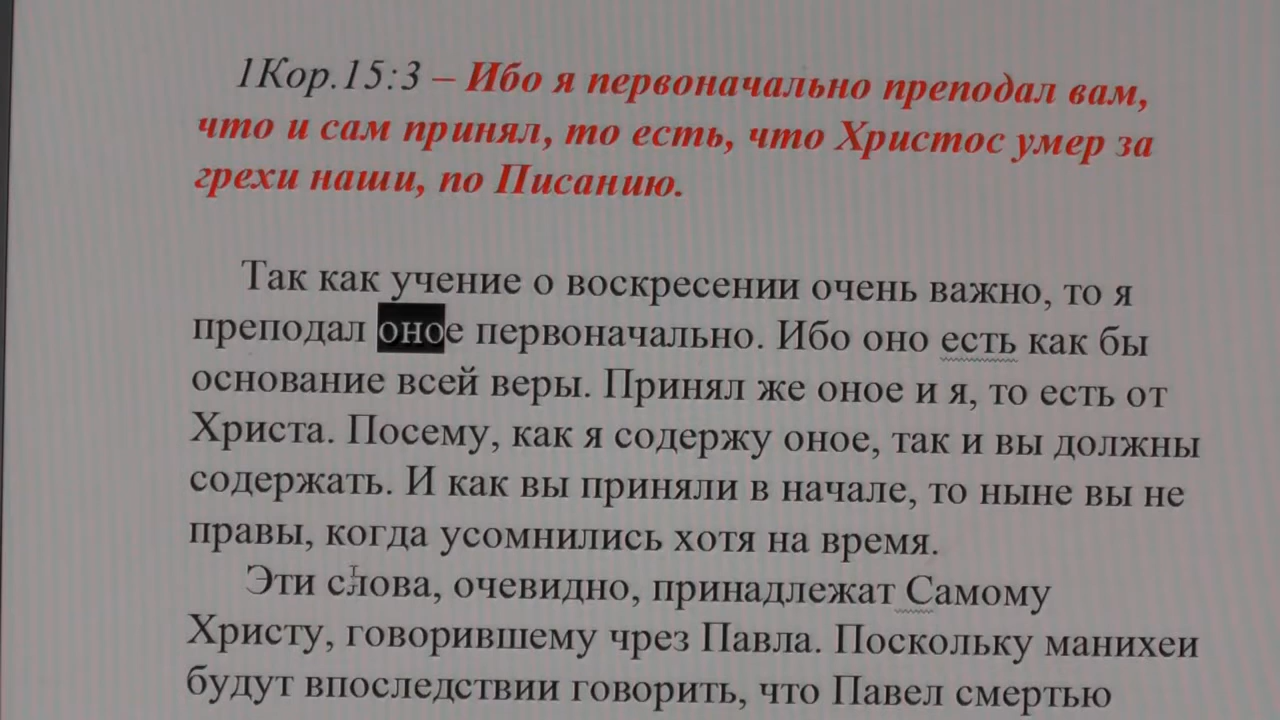 1Кор.15:3 – Ибо я первоначально преподал вам,
что и сам принял, то есть, что Христос умер за
грехи наши, по Писанию.
Так как учение о воскресении очень важно, то я
преподал оное первоначально. Ибо оно есть как бы
основание всей веры. Принял же оное и я, то есть от
Христа. Посему, как я содержу оное, так и вы должны
содержать. И как вы приняли в начале, то ныне вы не
правы, когда усомнились хотя на время.
Эти слова, очевидно, принадлежат Самому
Христу, говорившему чрез Павла. Поскольку манихеи
будут впоследствии говорить, что Павел смертью